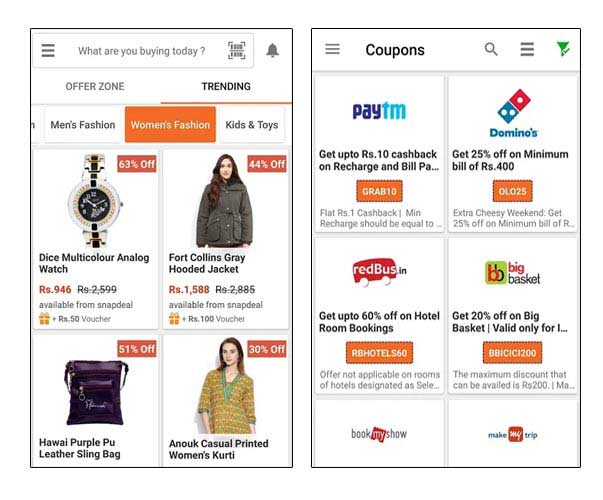 What are you buying today ?
OFFER ZONE
TRENDING
Men's Fashion
Women's Fashion
Kids & Toys
63% Off
Dice Multicolour Analog
Watch
Rs.946 Rs.2,599
available from snapdeal
+ Rs.50 Voucher
44% Off
Fort Collins Gray
Hooded Jacket
Rs.1,588 Rs.2,885
available from snapdeal
+ Rs.100 Voucher
51% Off
Hawai Purple Pu
Leather Sling Bag
30% Off
Anouk Casual Printed
Women's Kurti
Coupons
paytm
Get upto Rs.10 cashback
on Recharge and Bill Pa...
GRAB10
Flat Rs.1 Cashback | Min
Recharge should be equal to ...
Domino's
Get 25% off on Minimum
bill of Rs.400
OLO25
Extra Cheesy Weekend: Get
25% off on Minimum bill of R...
redBus.in
Get upto 60% off on Hotel
Room Bookings
RBHOTELS60
Offer not applicable on rooms
of hotels designated as Sele...
bb big
basket
Get 20% off on Big
Basket | Valid only for I...
BBICICI200
The maximum discount that
can be availed is Rs200. | Ma...
bookmyshow
make my trip